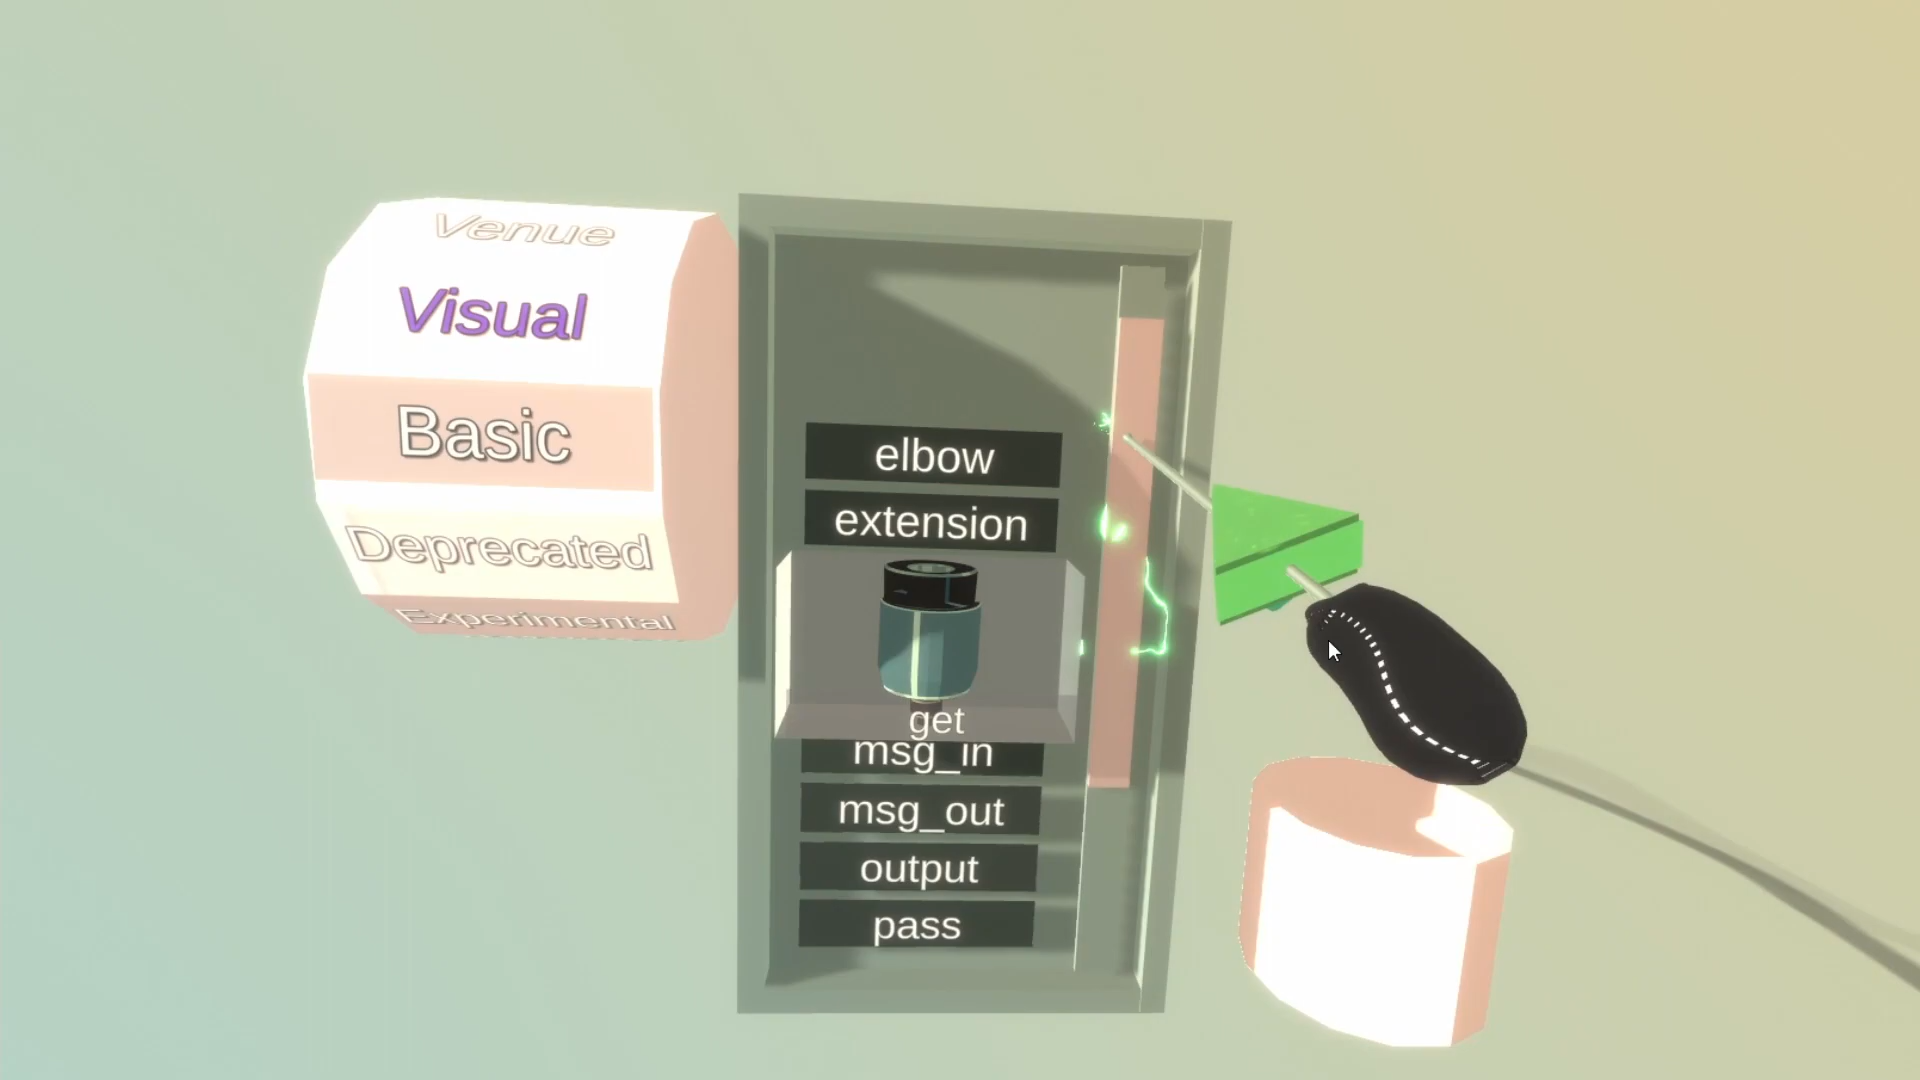 Venue
Visual
Basic
Deprecated
Experimental
elbow
extension
get
msg_in
msg_out
output
pass